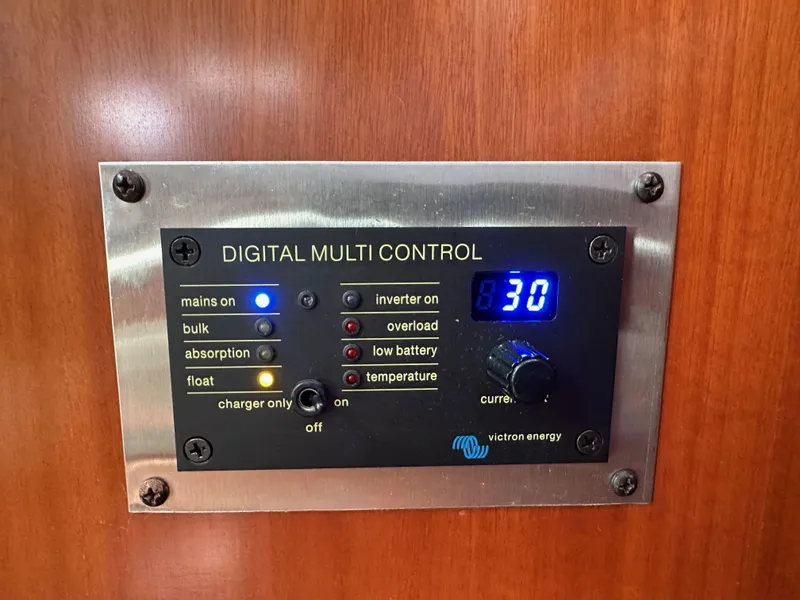 DIGITAL MULTI CONTROL
mains on
bulk
absorption
float
inverter on
overload
low battery
temperature
30
charger only
on
off
victron energy